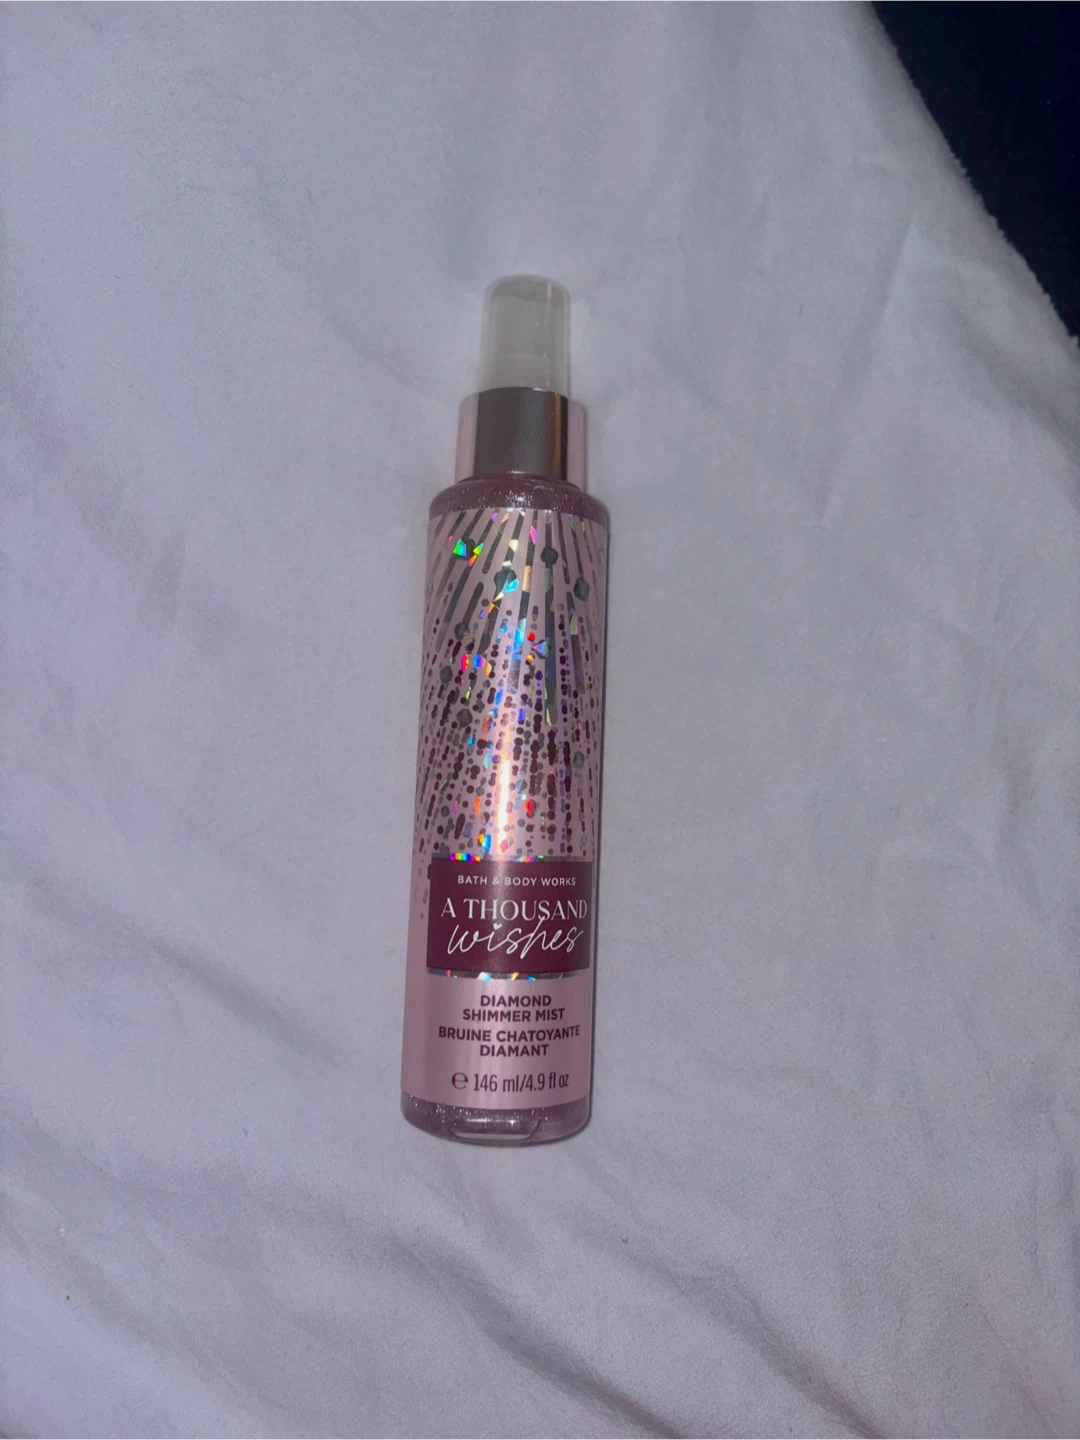 BATH & BODY WORKS
A THOUSAND
wishes
DIAMOND
SHIMMER MIST
BRUINE CHATOYANTE
DIAMANT
℮ 146 ml/4.9 fl oz